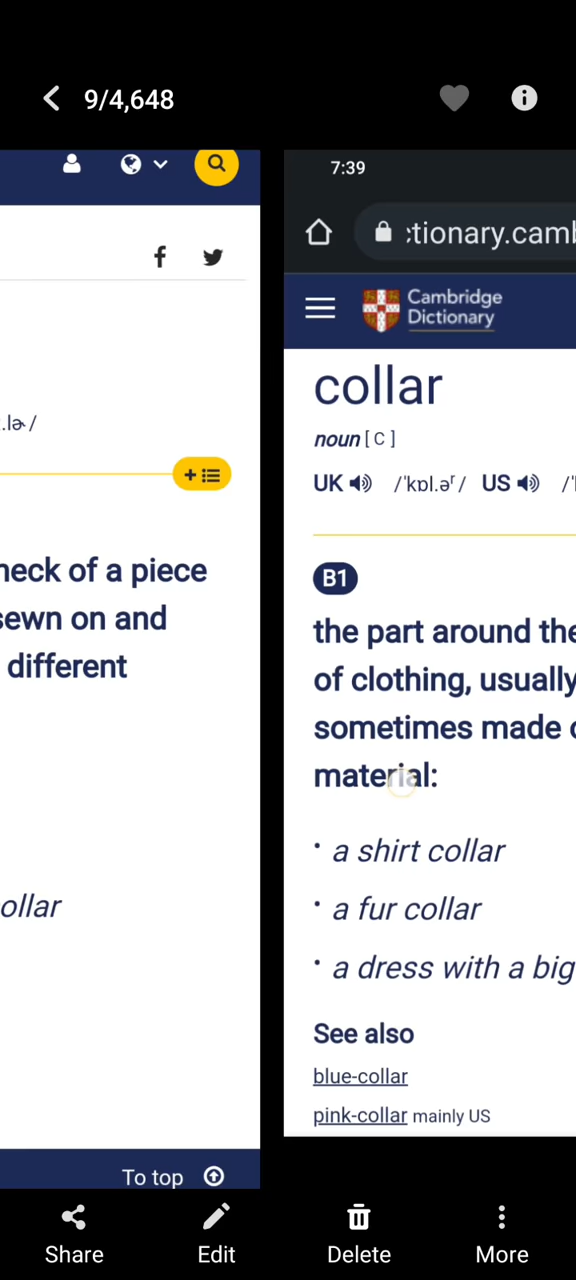 9/4,648
.lɚ/
neck of a piece
sewn on and
different
ollar
To top
7:39
:tionary.camb
Cambridge
Dictionary
collar
noun [ C ]
UK /ˈkɒl.əʳ/ US /ˈ
B1
the part around the
of clothing, usually
sometimes made o
material:
• a shirt collar
• a fur collar
• a dress with a big
See also
blue-collar
pink-collar mainly US
Share Edit Delete More